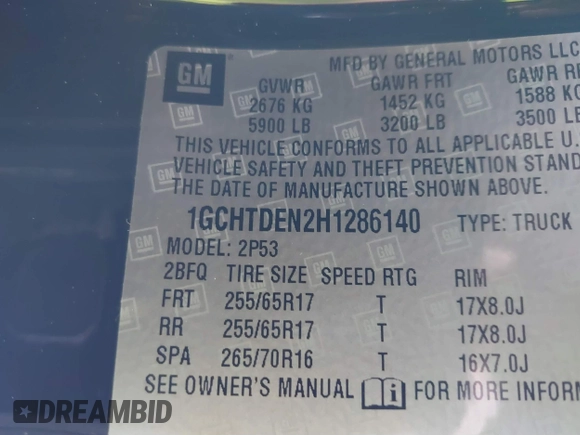 GM
MFD BY GENERAL MOTORS LLC
GVWR GAWR FRT GAWR
2676 KG 1452 KG 1588 KG
5900 LB 3200 LB 3500 LB
THIS VEHICLE CONFORMS TO ALL APPLICABLE U.
VEHICLE SAFETY AND THEFT PREVENTION STAND
THE DATE OF MANUFACTURE SHOWN ABOVE.
1GCHTDEN2H1286140 TYPE: TRUCK
MODEL: 2P53
2BFQ TIRE SIZE SPEED RTG RIM
FRT 255/65R17 T 17X8.0J
RR 255/65R17 T 17X8.0J
SPA 265/70R16 T 16X7.0J
SEE OWNER'S MANUAL i FOR MORE INFORM
DREAMBID